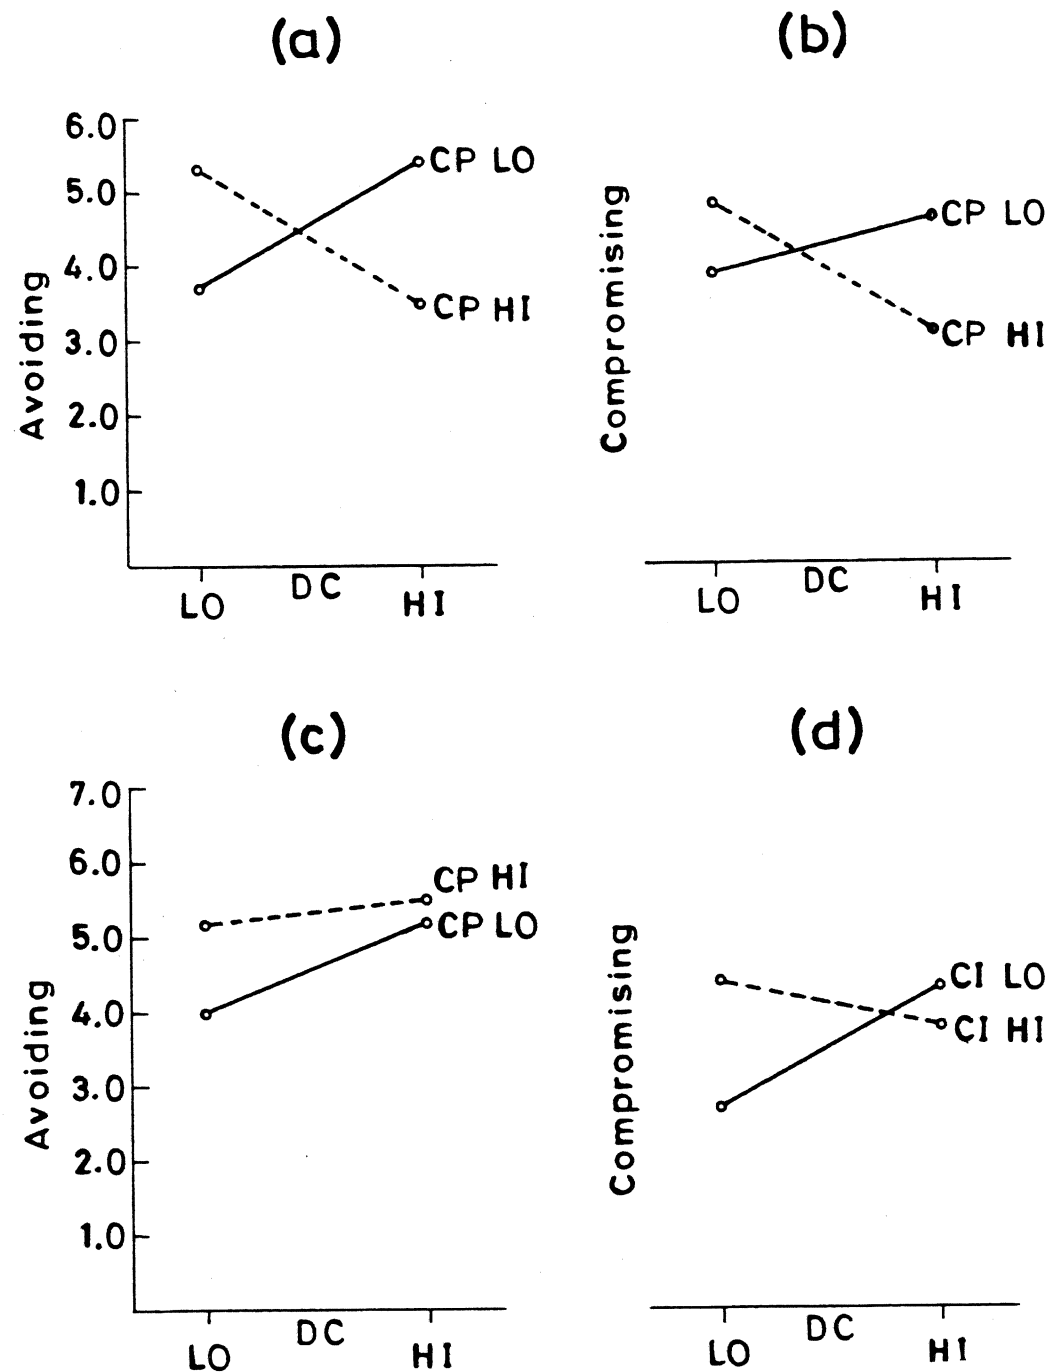 (a)
6.0
5.0
4.0
3.0
2.0
1.0
Avoiding
CP LO
CP HI
LO
DC
HI
(b)
Compromising
CP LO
CP HI
LO
DC
HI
(c)
7.0
6.0
5.0
4.0
3.0
2.0
1.0
Avoiding
CP HI
CP LO
LO
DC
HI
(d)
Compromising
CI LO
CI HI
LO
DC
HI